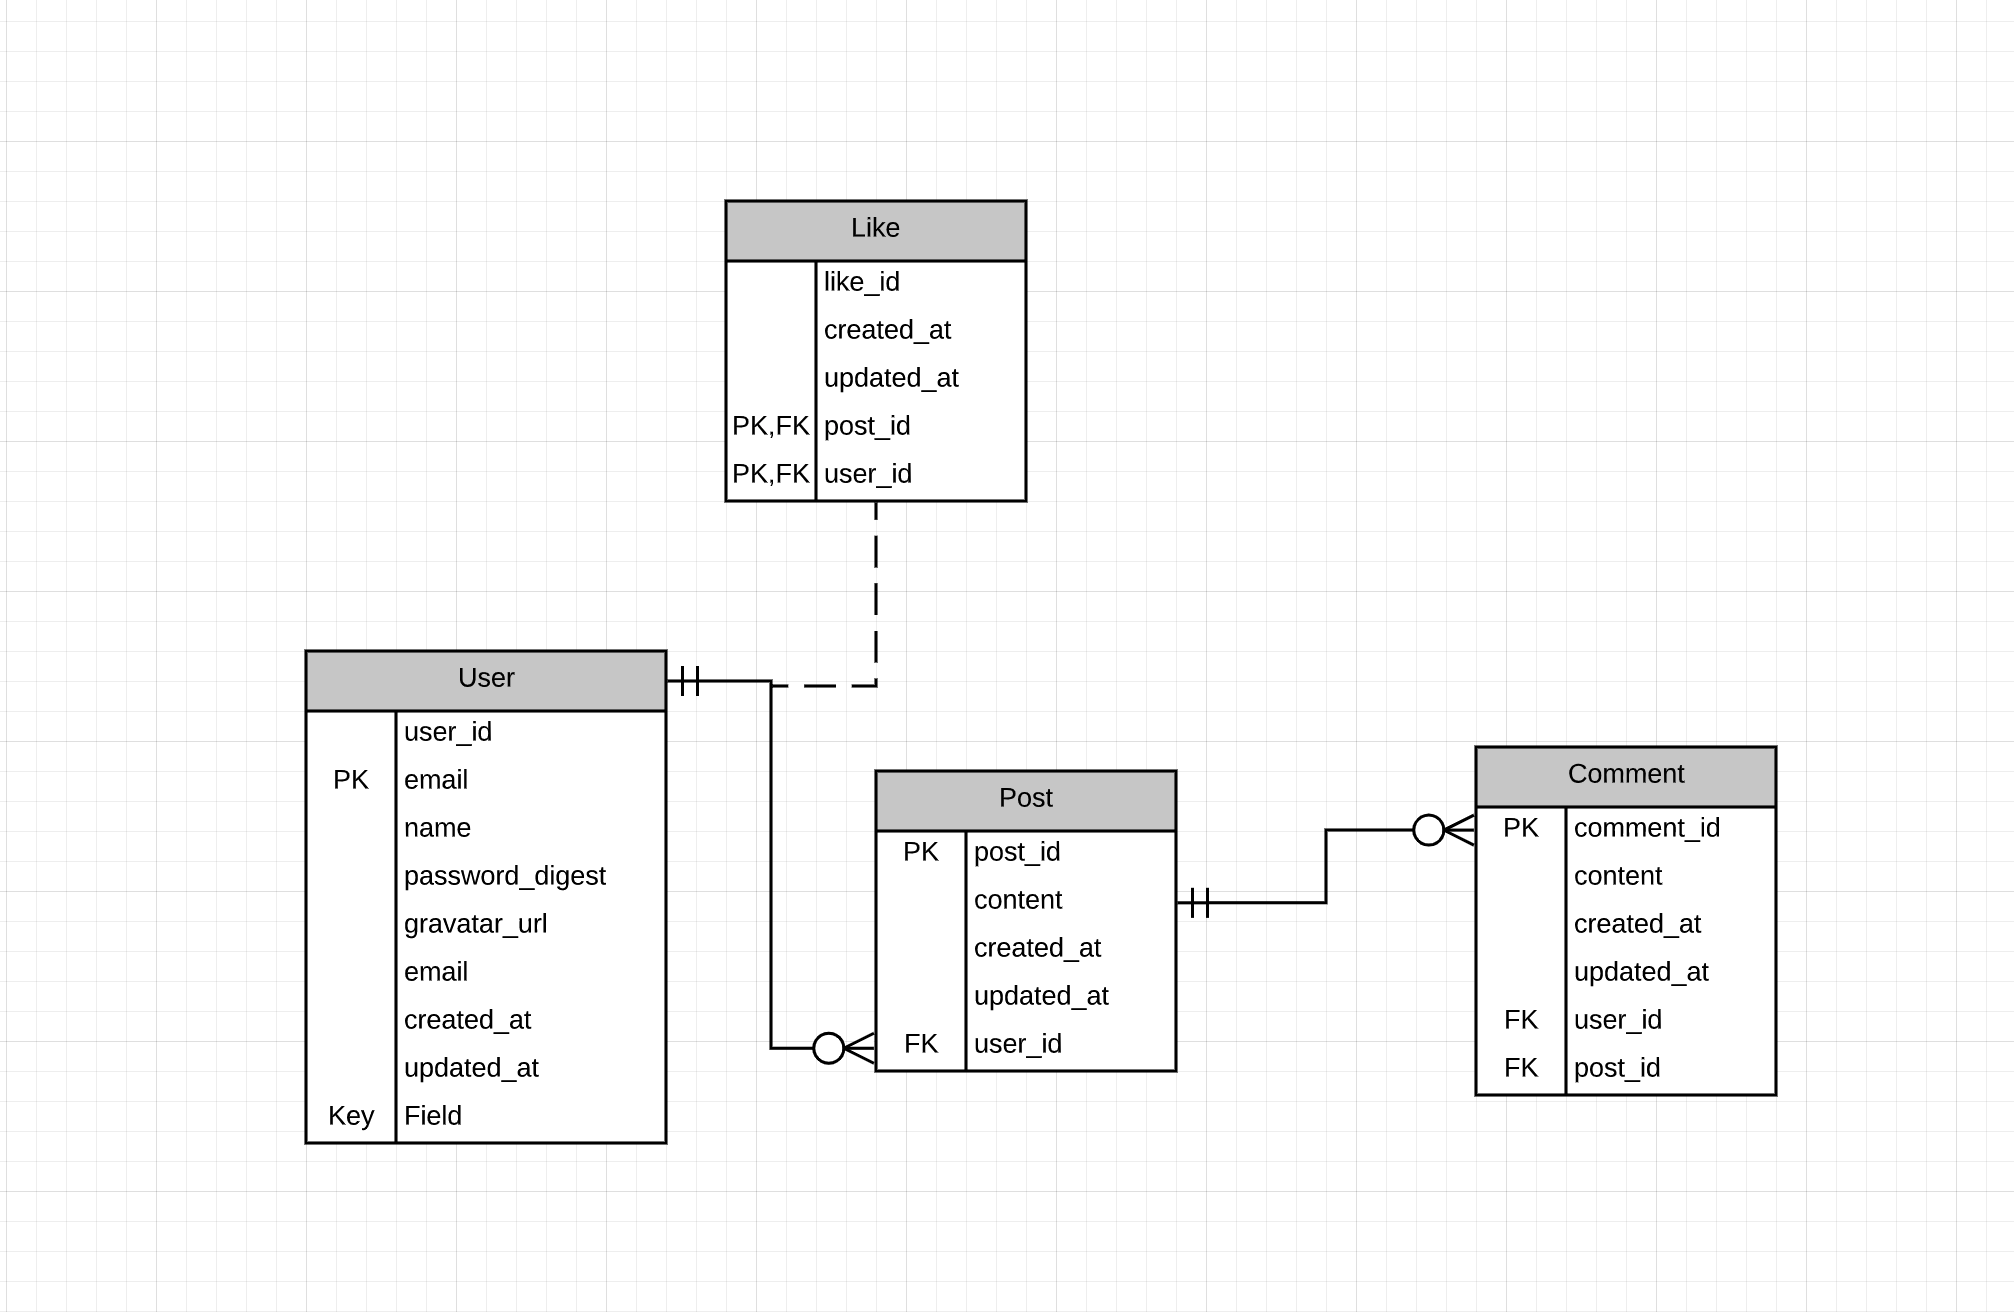 Like
like_id
created_at
updated_at
PK,FK post_id
PK,FK user_id
User
user_id
PK email
name
password_digest
gravatar_url
email
created_at
updated_at
Key Field
Post
PK post_id
content
created_at
updated_at
FK user_id
Comment
PK comment_id
content
created_at
updated_at
FK user_id
FK post_id